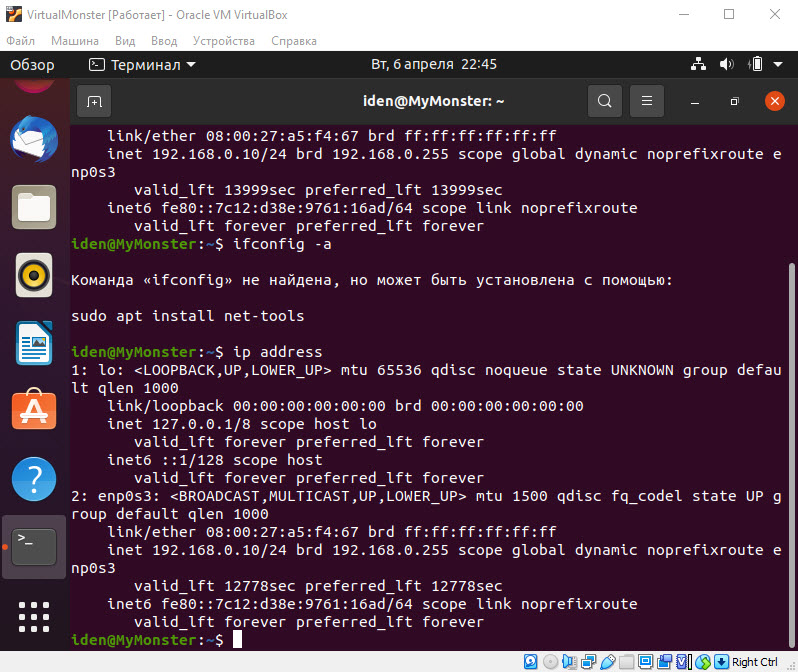 VirtualMonster [Работает] - Oracle VM VirtualBox
Файл Машина Вид Ввод Устройства Справка
Обзор Терминал Вт, 6 апреля 22:45
iden@MyMonster: ~
link/ether 08:00:27:a5:f4:67 brd ff:ff:ff:ff:ff:ff
inet 192.168.0.10/24 brd 192.168.0.255 scope global dynamic noprefixroute e
np0s3
valid_lft 13999sec preferred_lft 13999sec
inet6 fe80::7c12:d38e:9761:16ad/64 scope link noprefixroute
valid_lft forever preferred_lft forever
iden@MyMonster:~$ ifconfig -a
Команда «ifconfig» не найдена, но может быть установлена с помощью:
sudo apt install net-tools
iden@MyMonster:~$ ip address
1: lo: <LOOPBACK,UP,LOWER_UP> mtu 65536 qdisc noqueue state UNKNOWN group defau
lt qlen 1000
link/loopback 00:00:00:00:00:00 brd 00:00:00:00:00:00
inet 127.0.0.1/8 scope host lo
valid_lft forever preferred_lft forever
inet6 ::1/128 scope host
valid_lft forever preferred_lft forever
2: enp0s3: <BROADCAST,MULTICAST,UP,LOWER_UP> mtu 1500 qdisc fq_codel state UP g
roup default qlen 1000
link/ether 08:00:27:a5:f4:67 brd ff:ff:ff:ff:ff:ff
inet 192.168.0.10/24 brd 192.168.0.255 scope global dynamic noprefixroute e
np0s3
valid_lft 12778sec preferred_lft 12778sec
inet6 fe80::7c12:d38e:9761:16ad/64 scope link noprefixroute
valid_lft forever preferred_lft forever
iden@MyMonster:~$
Right Ctrl